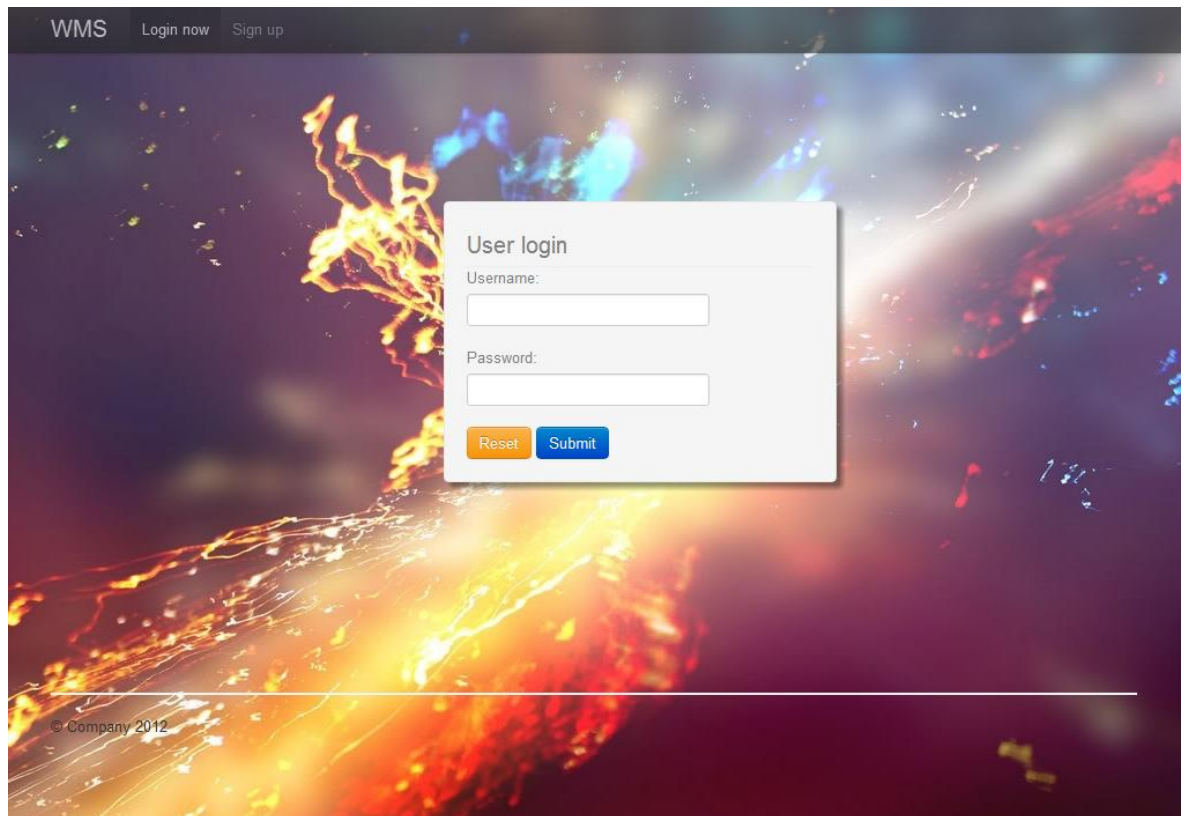 WMS Login now Sign up
User login
Username:
Password:
Reset Submit
© Company 2012